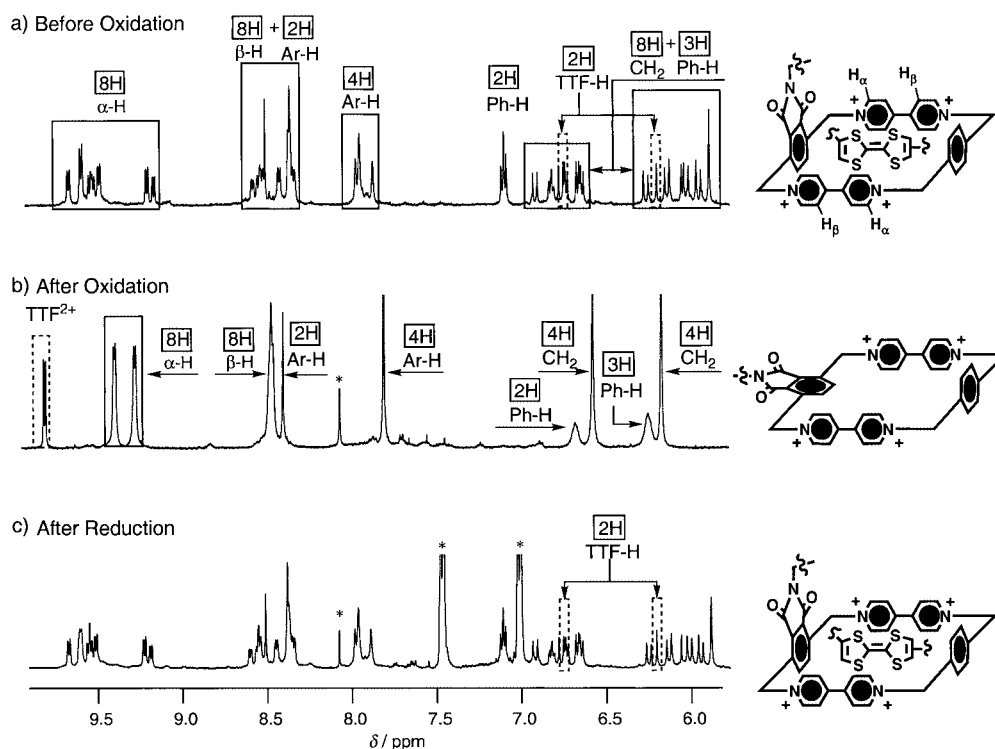 a) Before Oxidation
8H
α-H
8H + 2H
β-H Ar-H
4H
Ar-H
2H
Ph-H
2H
TTF-H
8H + 3H
CH2 Ph-H
Hα
Hβ
N
O
O
+
N
N
+
S
S
S
S
+
N
N
+
Hβ
Hα
b) After Oxidation
TTF2+
8H
α-H
8H
β-H
2H
Ar-H
*
4H
Ar-H
2H
Ph-H
4H
CH2
3H
Ph-H
4H
CH2
O
N
O
+
N
N
+
+
N
N
+
c) After Reduction
*
*
*
2H
TTF-H
N
O
O
+
N
N
+
S
S
S
S
+
N
N
+
9.5 9.0 8.5 8.0 7.5 7.0 6.5 6.0
δ / ppm